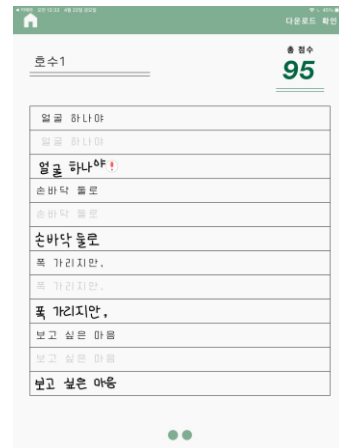 다운로드 확인
총 점수
호수1
95
얼굴 하나야
얼굴 하나야
얼굴 하나야!
손바닥 둘로
손바닥 둘로
손바닥 둘로
폭 가리지만,
폭 가리지만,
폭 가리지만,
보고 싶은 마음
보고 싶은 마음
보고 싶은 마음